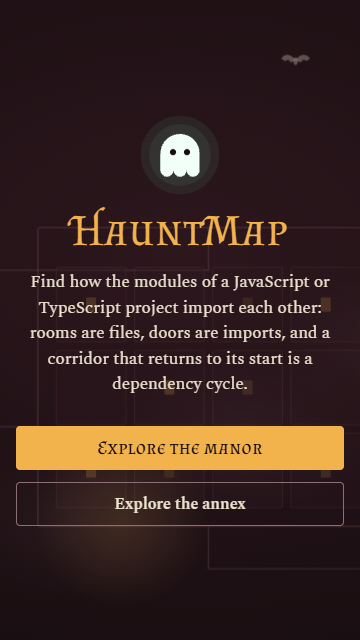 HauntMap
Find how the modules of a JavaScript or
TypeScript project import each other:
rooms are files, doors are imports, and a
corridor that returns to its start is a
dependency cycle.
Explore the manor
Explore the annex